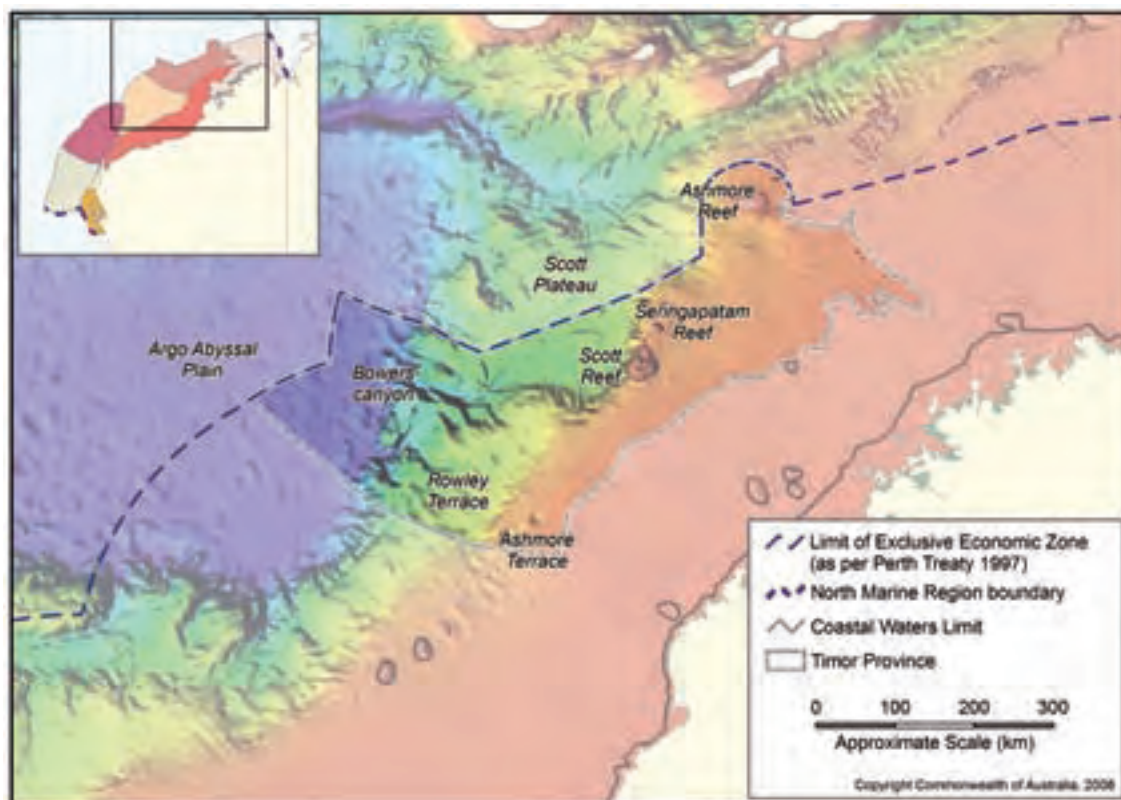 Ashmore
Reef
Scott
Plateau
Seringapatam
Reef
Argo Abyssal
Plain
Scott
Reef
Bowers
canyon
Rowley
Terrace
Ashmore
Terrace
Limit of Exclusive Economic Zone
(as per Perth Treaty 1997)
North Marine Region boundary
Coastal Waters Limit
Timor Province
0 100 200 300
Approximate Scale (km)
Copyright Commonwealth of Australia, 2008